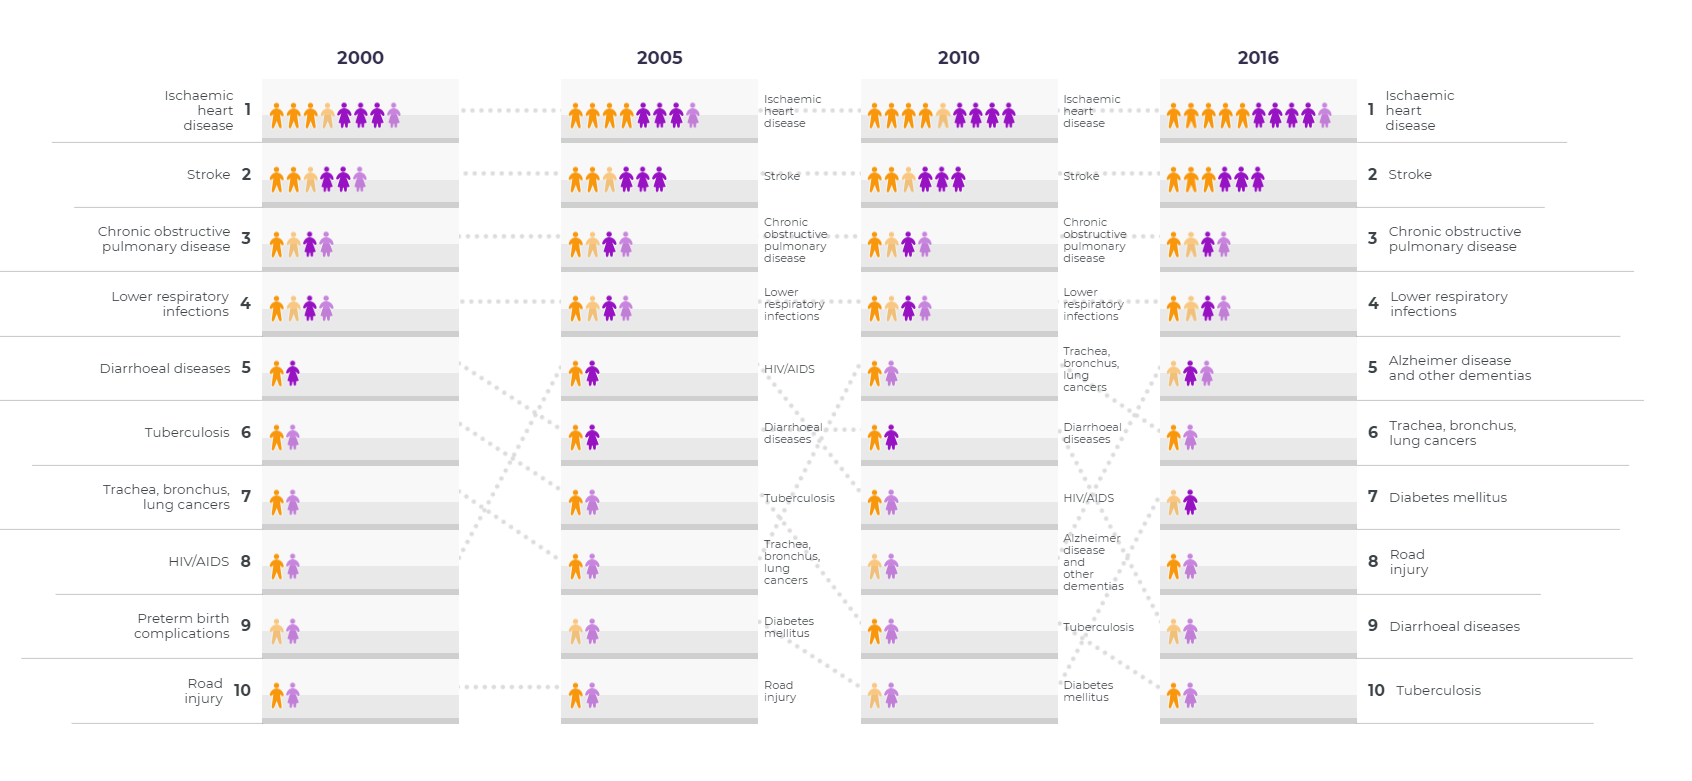 2000
2005
2010
2016
Ischaemic
heart
disease
1
Stroke 2
Chronic obstructive
pulmonary disease
3
Lower respiratory
infections
4
Diarrhoeal diseases 5
Tuberculosis 6
Trachea, bronchus,
lung cancers
7
HIV/AIDS 8
Preterm birth
complications
9
Road
injury
10
Ischaemic
heart
disease
Stroke
Chronic
obstructive
pulmonary
disease
Lower
respiratory
infections
HIV/AIDS
Diarrhoeal
diseases
Tuberculosis
Trachea,
bronchus,
lung
cancers
Diabetes
mellitus
Road
injury
Ischaemic
heart
disease
Stroke
Chronic
obstructive
pulmonary
disease
Lower
respiratory
infections
Trachea,
bronchus,
lung
cancers
Diarrhoeal
diseases
HIV/AIDS
Alzheimer
disease
and
other
dementias
Tuberculosis
Diabetes
mellitus
1
Ischaemic
heart
disease
2 Stroke
3
Chronic obstructive
pulmonary disease
4
Lower respiratory
infections
5
Alzheimer disease
and other dementias
6
Trachea, bronchus,
lung cancers
7 Diabetes mellitus
8
Road
injury
9 Diarrhoeal diseases
10 Tuberculosis